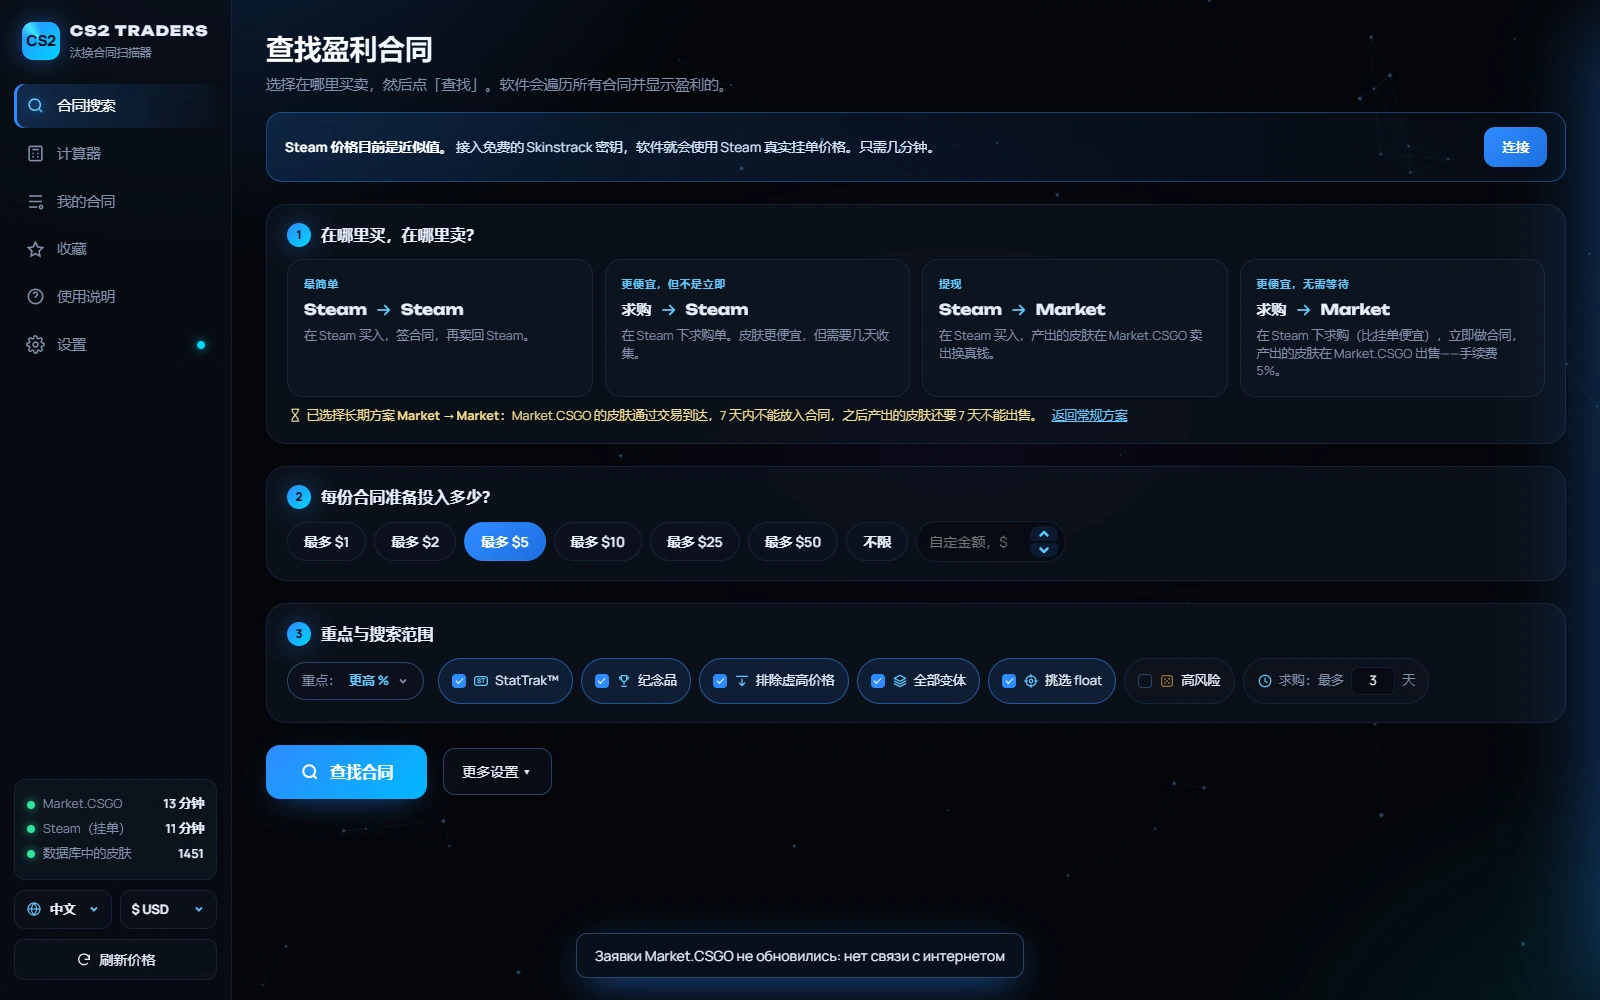 CS2
CS2 TRADERS
汰换合同扫描器
合同搜索
计算器
我的合同
收藏
使用说明
设置
Market.CSGO 13 分钟
Steam（挂单） 11 分钟
数据库中的皮肤 1451
中文
$ USD
刷新价格
查找盈利合同
选择在哪里买卖，然后点「查找」。软件会遍历所有合同并显示盈利的。
Steam 价格目前是近似值。 接入免费的 Skinstrack 密钥，软件就会使用 Steam 真实挂单价格。只需几分钟。
连接
1 在哪里买，在哪里卖？
最简单
Steam → Steam
在 Steam 买入，签合同，再卖回 Steam。
更便宜，但不是立即
求购 → Steam
在 Steam 下求购单。皮肤更便宜，但需要几天收
集。
提现
Steam → Market
在 Steam 买入，产出的皮肤在 Market.CSGO 卖
出换真钱。
更便宜，无需等待
求购 → Market
在 Steam 下求购（比挂单便宜），立即做合同，
产出的皮肤在 Market.CSGO 出售——手续费
5%。
已选择长期方案 Market → Market：Market.CSGO 的皮肤通过交易到达，7 天内不能放入合同，之后产出的皮肤还要 7 天不能出售。 返回常规方案
2 每份合同准备投入多少？
最多 $1
最多 $2
最多 $5
最多 $10
最多 $25
最多 $50
不限
自定金额，$
3 重点与搜索范围
重点： 更高 %
ST StatTrak™
纪念品
排除虚高价格
全部变体
挑选 float
高风险
求购：最多 3 天
查找合同
更多设置 ▾
Заявки Market.CSGO не обновились: нет связи с интернетом